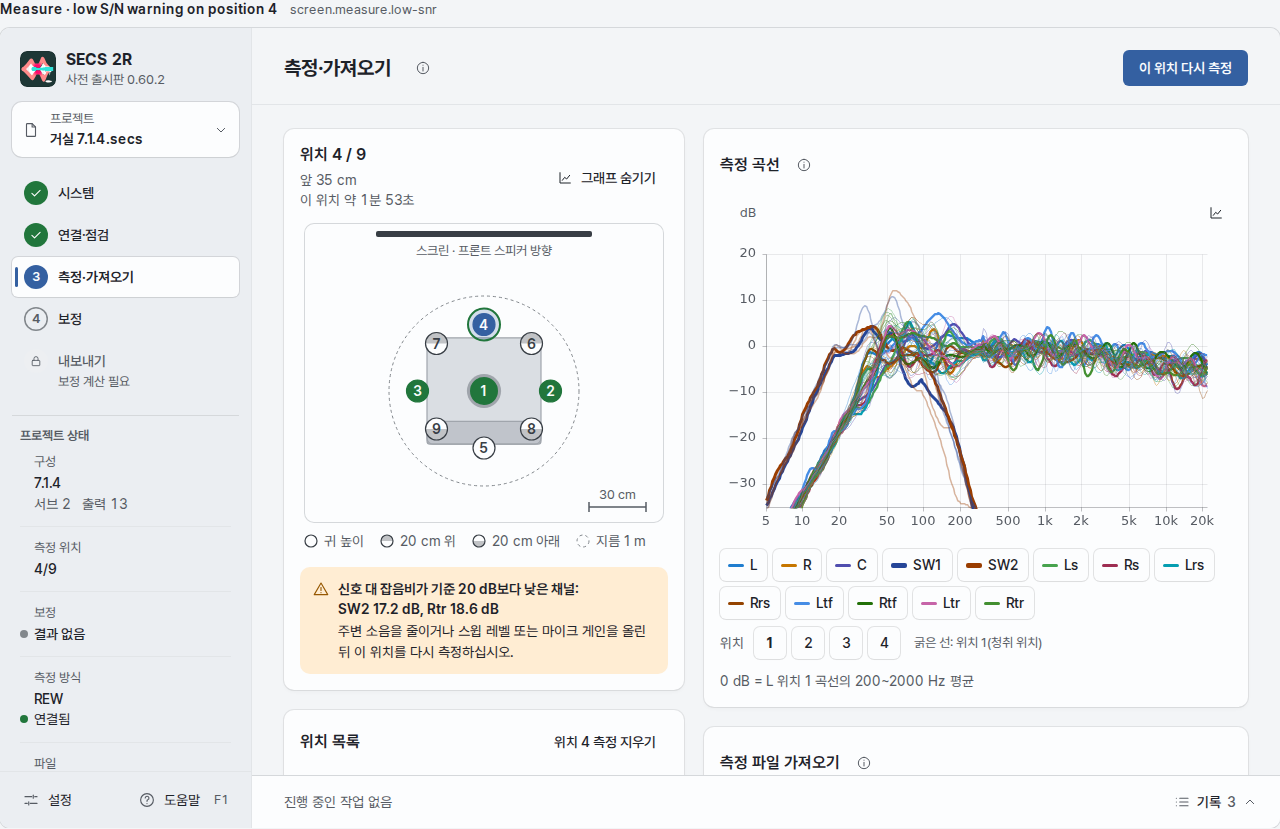 Measure · low S/N warning on position 4 screen.measure.low-snr
SECS 2R
사전 출시판 0.60.2
프로젝트
거실 7.1.4.secs
시스템
연결·점검
3 측정·가져오기
4 보정
내보내기
보정 계산 필요
프로젝트 상태
구성
7.1.4
서브 2 출력 13
측정 위치
4/9
보정
결과 없음
측정 방식
REW
연결됨
파일
설정 도움말 F1
측정·가져오기
이 위치 다시 측정
위치 4 / 9
앞 35 cm
이 위치 약 1분 53초
그래프 숨기기
스크린 · 프론트 스피커 방향
4
7 6
3 1 2
9 8
5
30 cm
귀 높이 20 cm 위 20 cm 아래 지름 1 m
신호 대 잡음비가 기준 20 dB보다 낮은 채널:
SW2 17.2 dB, Rtr 18.6 dB
주변 소음을 줄이거나 스윕 레벨 또는 마이크 게인을 올린
뒤 이 위치를 다시 측정하십시오.
위치 목록
위치 4 측정 지우기
측정 곡선
dB
20
10
0
−10
−20
−30
5 10 20 50 100 200 500 1k 2k 5k 10k 20k
L R C SW1 SW2 Ls Rs Lrs
Rrs Ltf Rtf Ltr Rtr
위치 1 2 3 4 굵은 선: 위치 1(청취 위치)
0 dB = L 위치 1 곡선의 200~2000 Hz 평균
측정 파일 가져오기
진행 중인 작업 없음
기록 3